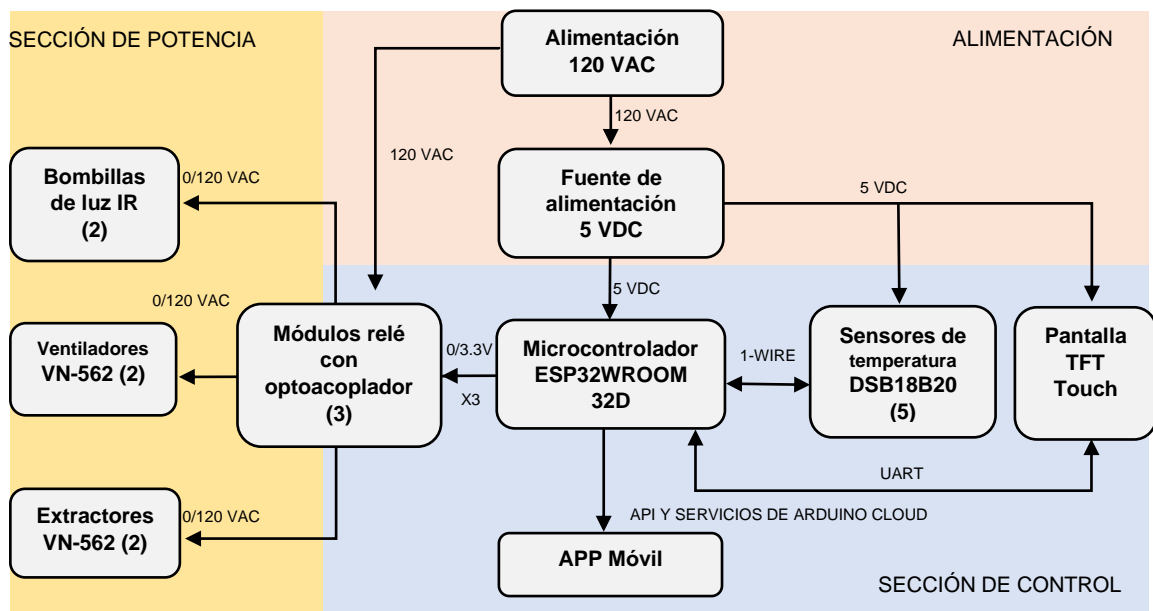 SECCIÓN DE POTENCIA
ALIMENTACIÓN
Alimentación
120 VAC
120 VAC
120 VAC
Fuente de
alimentación
5 VDC
5 VDC
Bombillas
de luz IR
(2)
0/120 VAC
5 VDC
0/120 VAC
Ventiladores
VN-562 (2)
Módulos relé
con
optoacoplador
(3)
0/3.3V
X3
Microcontrolador
ESP32WROOM
32D
1-WIRE
Sensores de
temperatura
DSB18B20
(5)
Pantalla
TFT
Touch
UART
Extractores
VN-562 (2)
0/120 VAC
API Y SERVICIOS DE ARDUINO CLOUD
APP Móvil
SECCIÓN DE CONTROL